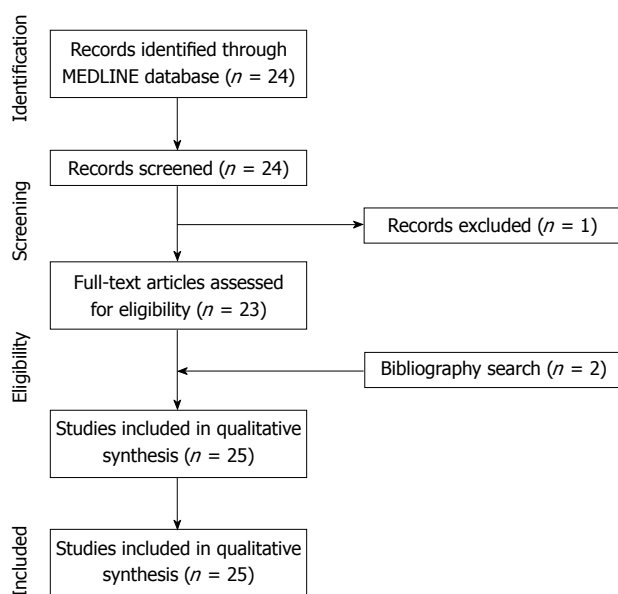 Identification
Records identified through
MEDLINE database (n = 24)
Screening
Records screened (n = 24)
Records excluded (n = 1)
Full-text articles assessed
for eligibility (n = 23)
Eligibility
Bibliography search (n = 2)
Studies included in qualitative
synthesis (n = 25)
Included
Studies included in qualitative
synthesis (n = 25)